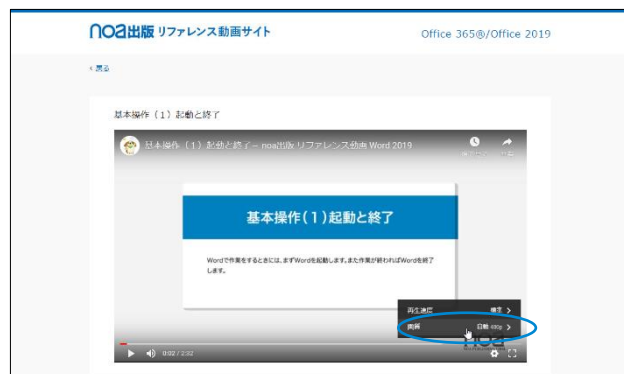 noa出版 リファレンス動画サイト
Office 365®/Office 2019
< 戻る
基本操作（1）起動と終了
基本操作（1）起動と終了 – noa出版 リファレンス動画 Word 2019
基本操作（1）起動と終了
Wordで作業をするときには、まずWordを起動します。また作業が終わればWordを終了
します。
再生速度 標準 >
画質 自動 480p >
noa
0:02 / 2:32